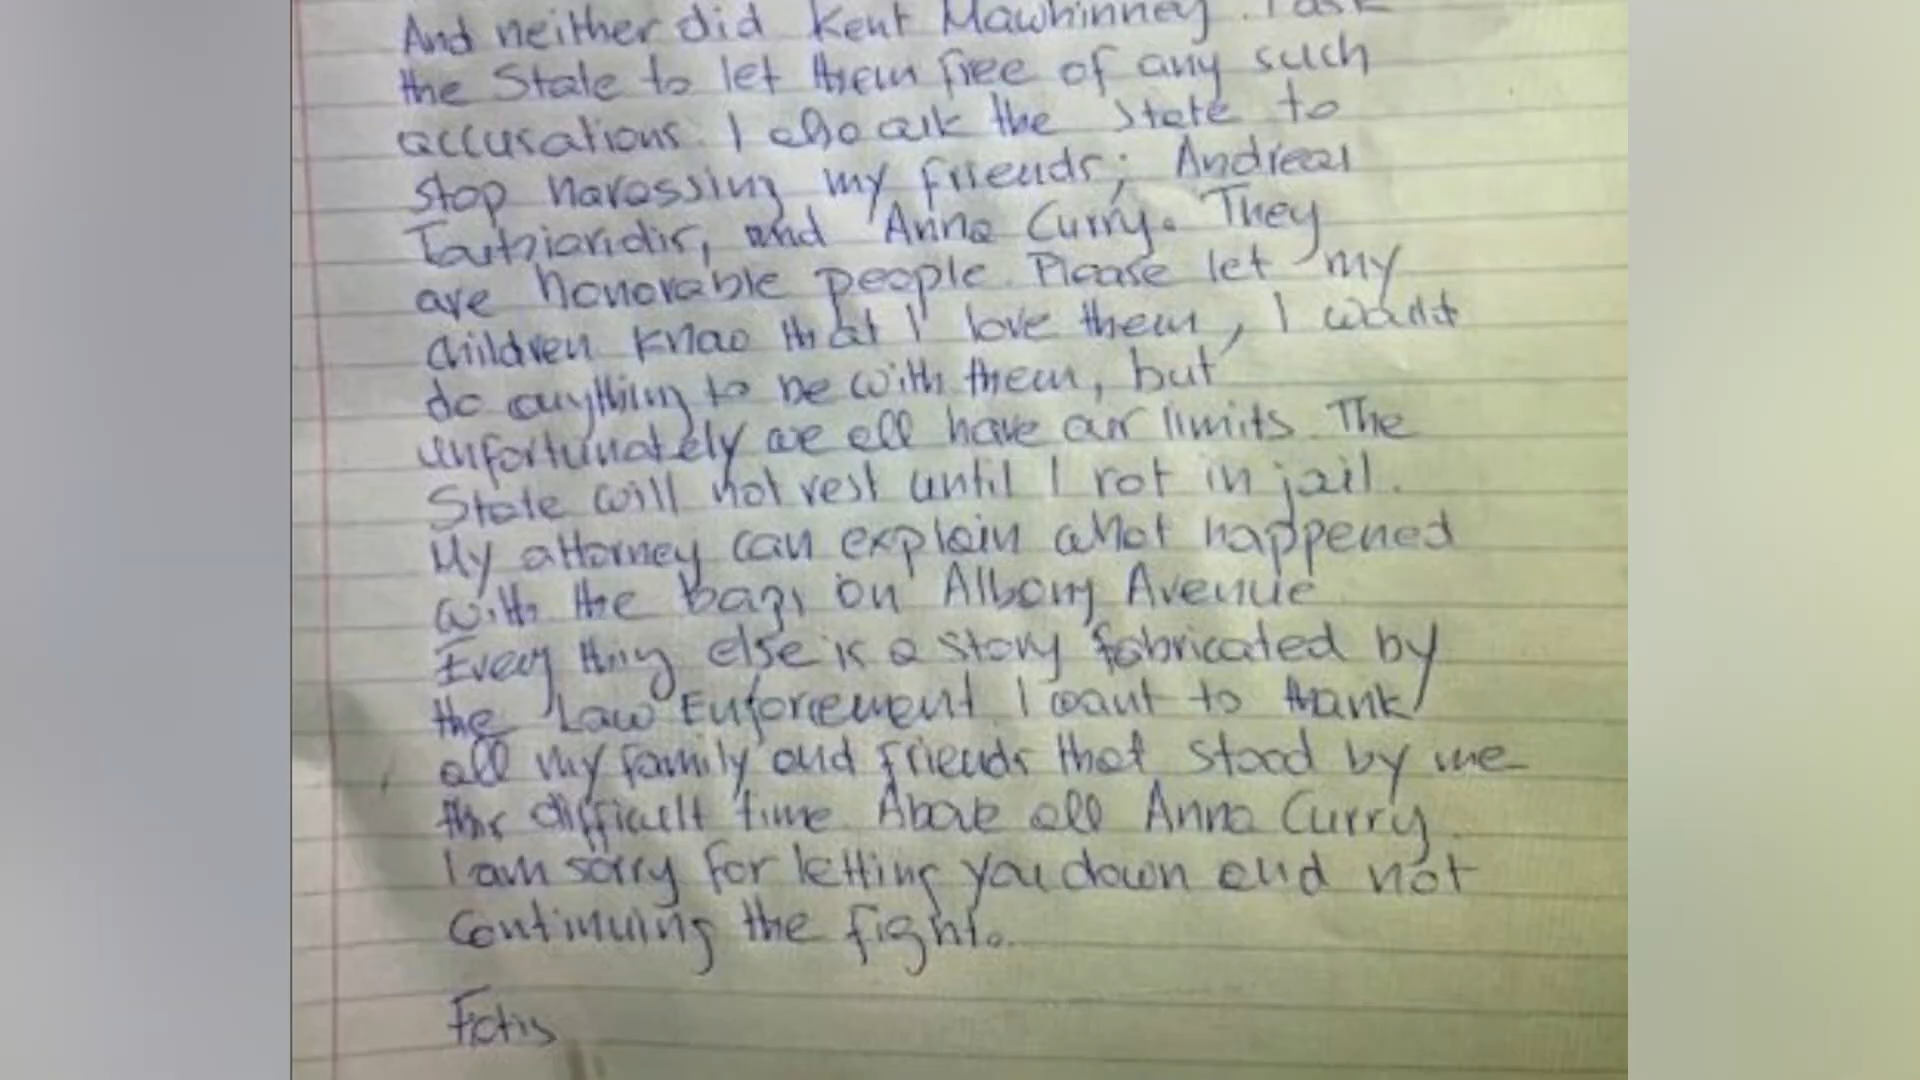 And neither did Kent Mawhinney. I ask
the State to let them free of any such
accusations. I also ask the State to
stop harassing my friends; Andreas
Toutziaridis, and Anna Curry. They
are honorable people. Please let my
children know that I love them, I would
do anything to be with them, but
unfortunately we all have our limits. The
State will not rest until I rot in jail.
My attorney can explain what happened
with the bags on Albany Avenue.
Every thing else is a story fabricated by
the Law Enforcement. I want to thank
all my family and friends that stood by me
this difficult time. Above all Anna Curry.
I am sorry for letting you down and not
continuing the fight.
Fotis